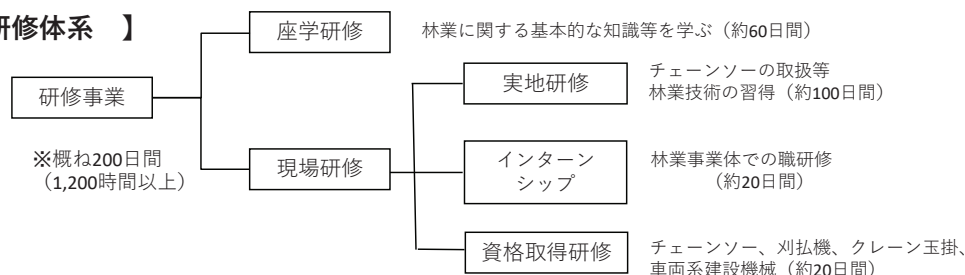 研修体系 】
座学研修
林業に関する基本的な知識等を学ぶ（約60日間）
研修事業
※概ね200日間
（1,200時間以上）
現場研修
実地研修
チェーンソーの取扱等
林業技術の習得（約100日間）
インターン
シップ
林業事業体での職研修
（約20日間）
資格取得研修
チェーンソー、刈払機、クレーン玉掛、
車両系建設機械（約20日間）